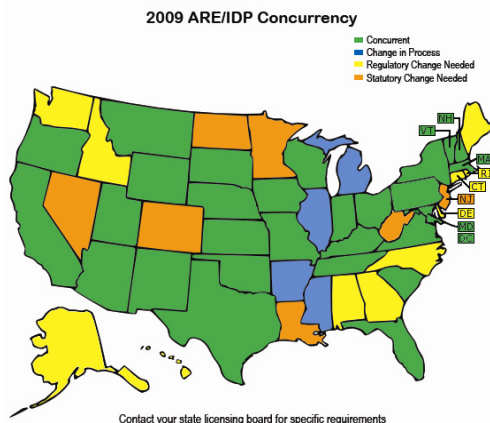 2009 ARE/IDP Concurrency
Concurrent
Change in Process
Regulatory Change Needed
Statutory Change Needed
NH
VT
MA
RI
CT
NJ
DE
MD
DC
Contact your state licensing board for specific requirements